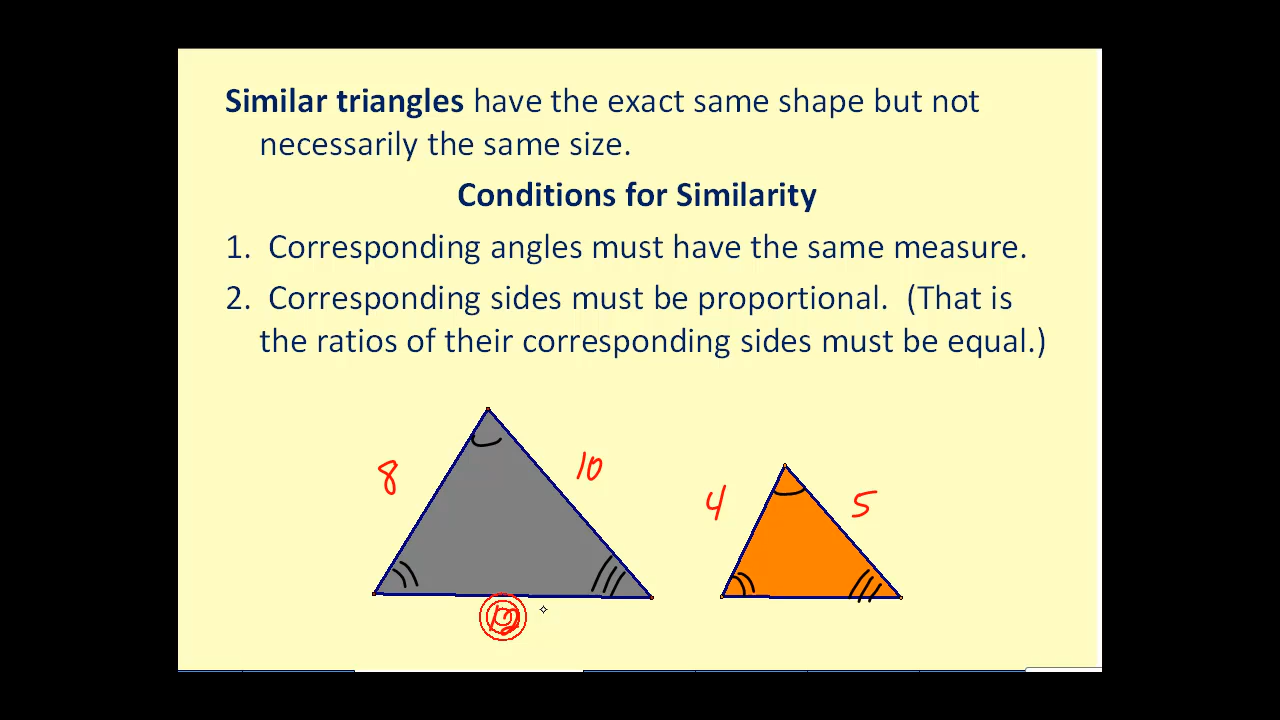 Similar triangles have the exact same shape but not
necessarily the same size.
Conditions for Similarity
1. Corresponding angles must have the same measure.
2. Corresponding sides must be proportional. (That is
the ratios of their corresponding sides must be equal.)
8
10
4
5